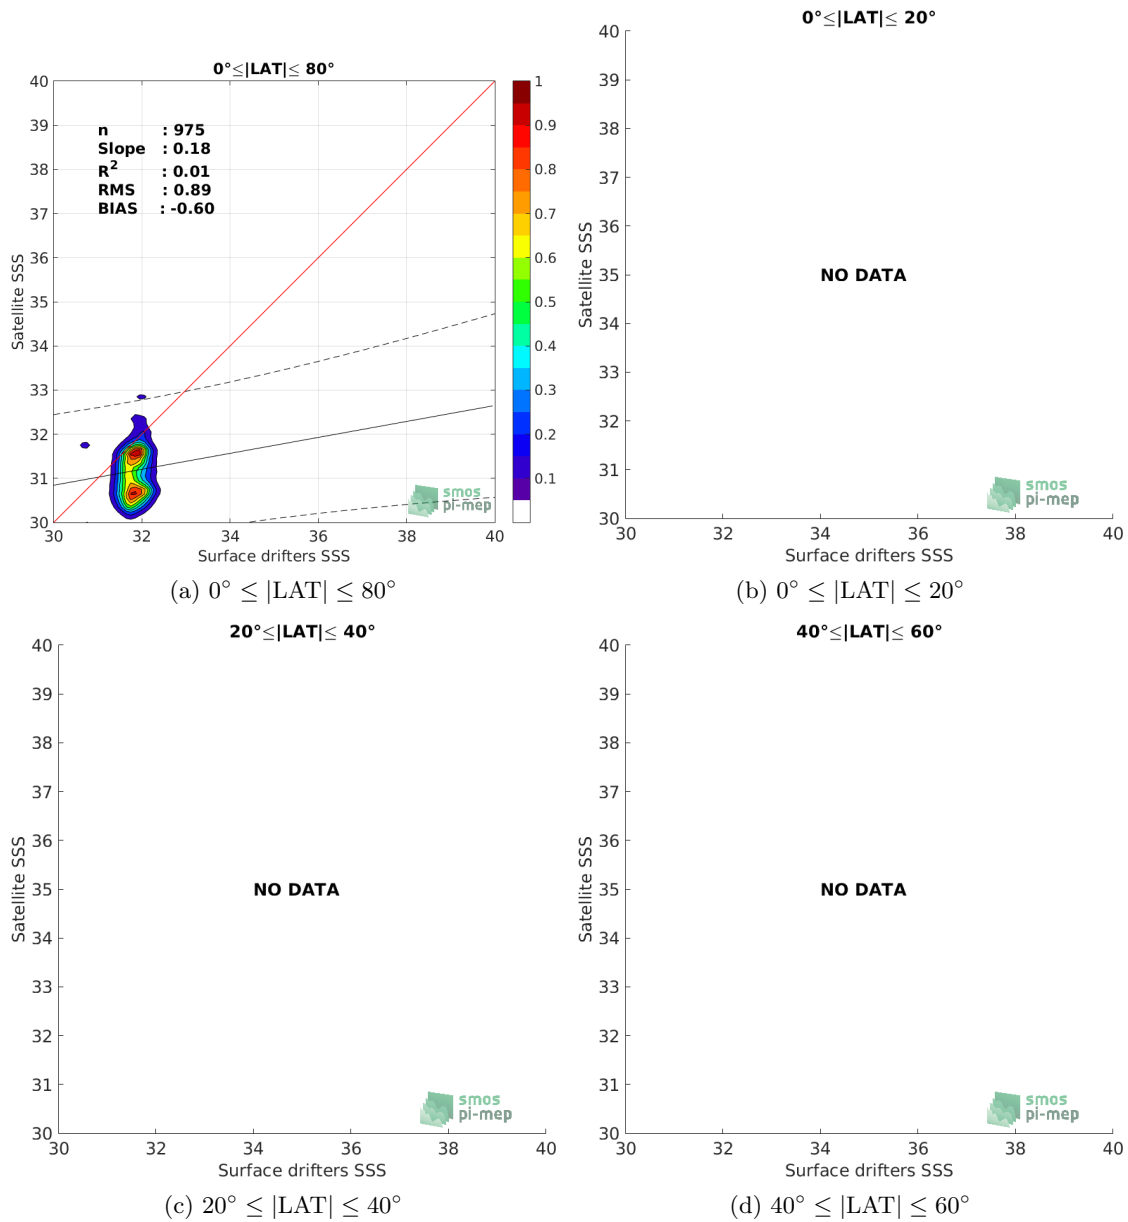 0°≤|LAT|≤ 80°
40
39
38
37
36
35
34
33
32
31
30
Satellite SSS
n : 975
Slope : 0.18
R² : 0.01
RMS : 0.89
BIAS : -0.60
smos
pi-mep
30 32 34 36 38 40
Surface drifters SSS
1
0.9
0.8
0.7
0.6
0.5
0.4
0.3
0.2
0.1
(a) 0° ≤ |LAT| ≤ 80°
0°≤|LAT|≤ 20°
40
39
38
37
36
35
34
33
32
31
30
Satellite SSS
NO DATA
smos
pi-mep
30 32 34 36 38 40
Surface drifters SSS
(b) 0° ≤ |LAT| ≤ 20°
20°≤|LAT|≤ 40°
40
39
38
37
36
35
34
33
32
31
30
Satellite SSS
NO DATA
smos
pi-mep
30 32 34 36 38 40
Surface drifters SSS
(c) 20° ≤ |LAT| ≤ 40°
40°≤|LAT|≤ 60°
40
39
38
37
36
35
34
33
32
31
30
Satellite SSS
NO DATA
smos
pi-mep
30 32 34 36 38 40
Surface drifters SSS
(d) 40° ≤ |LAT| ≤ 60°